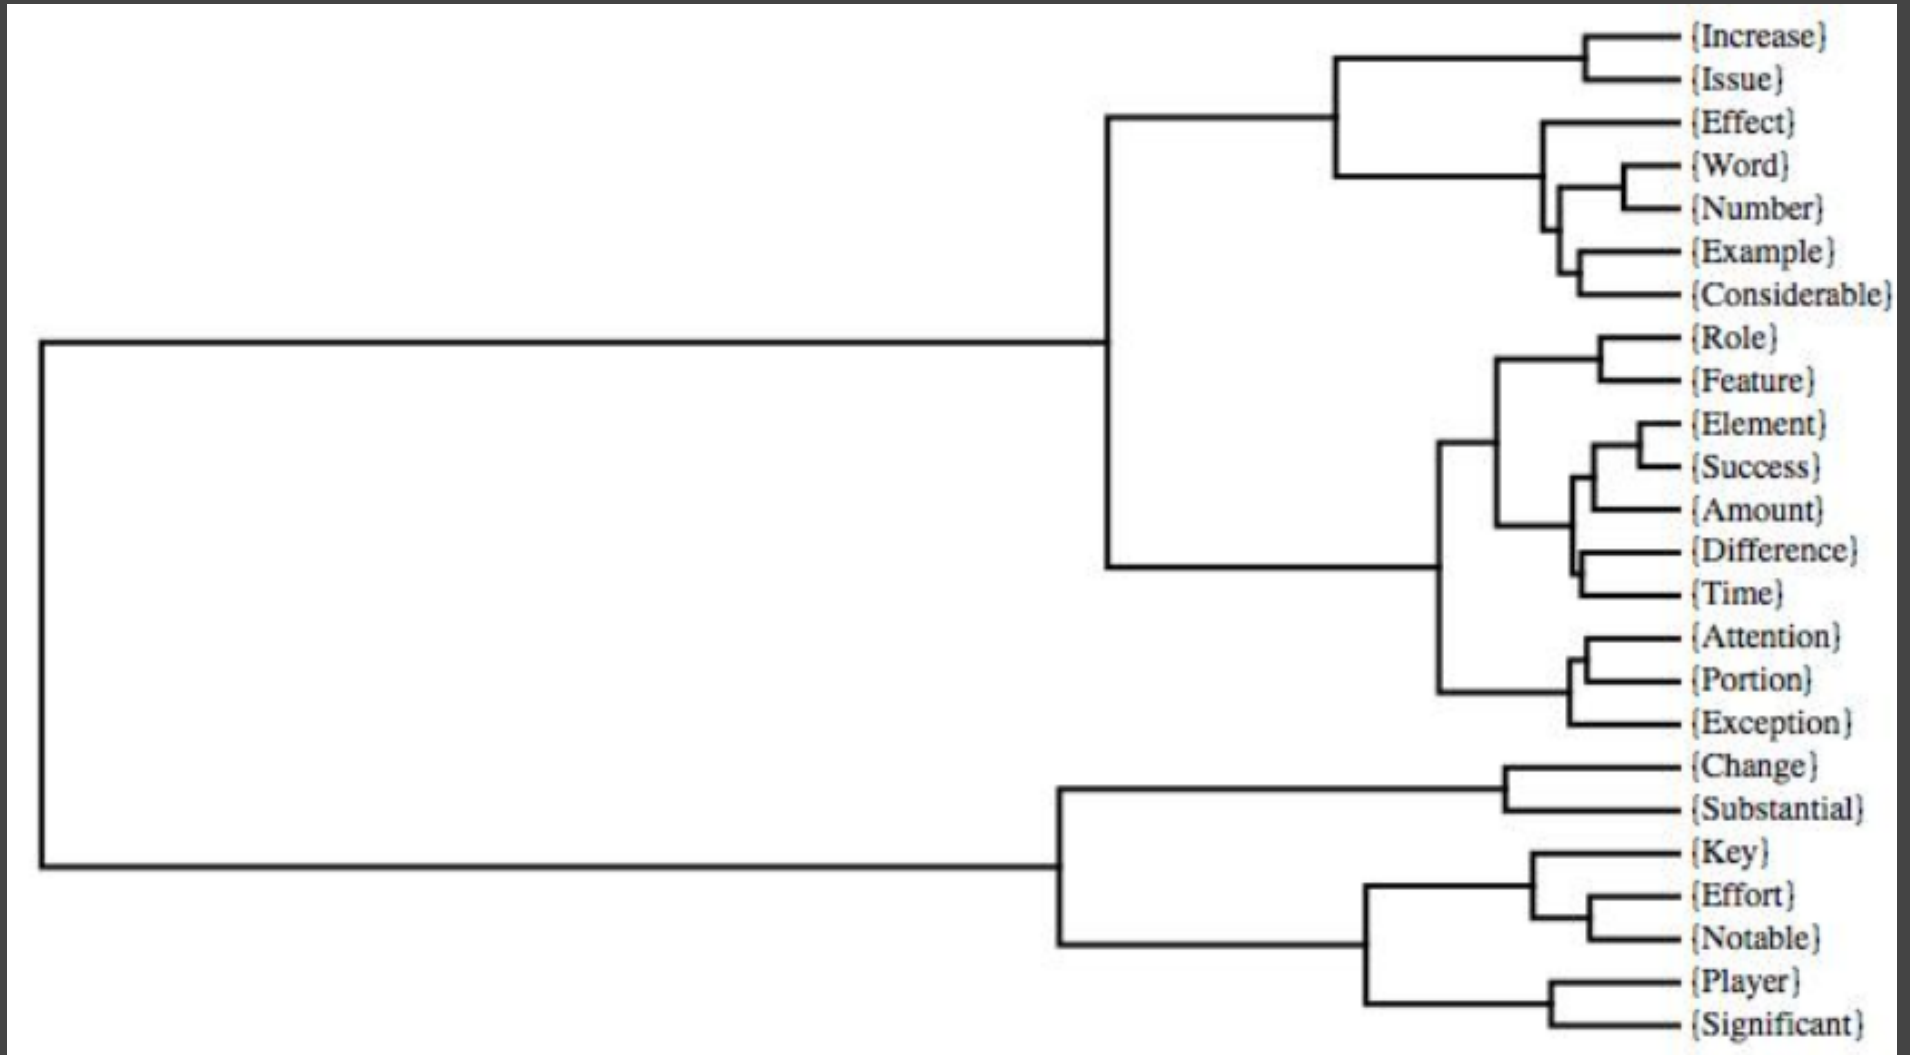 {Increase}
{Issue}
{Effect}
{Word}
{Number}
{Example}
{Considerable}
{Role}
{Feature}
{Element}
{Success}
{Amount}
{Difference}
{Time}
{Attention}
{Portion}
{Exception}
{Change}
{Substantial}
{Key}
{Effort}
{Notable}
{Player}
{Significant}